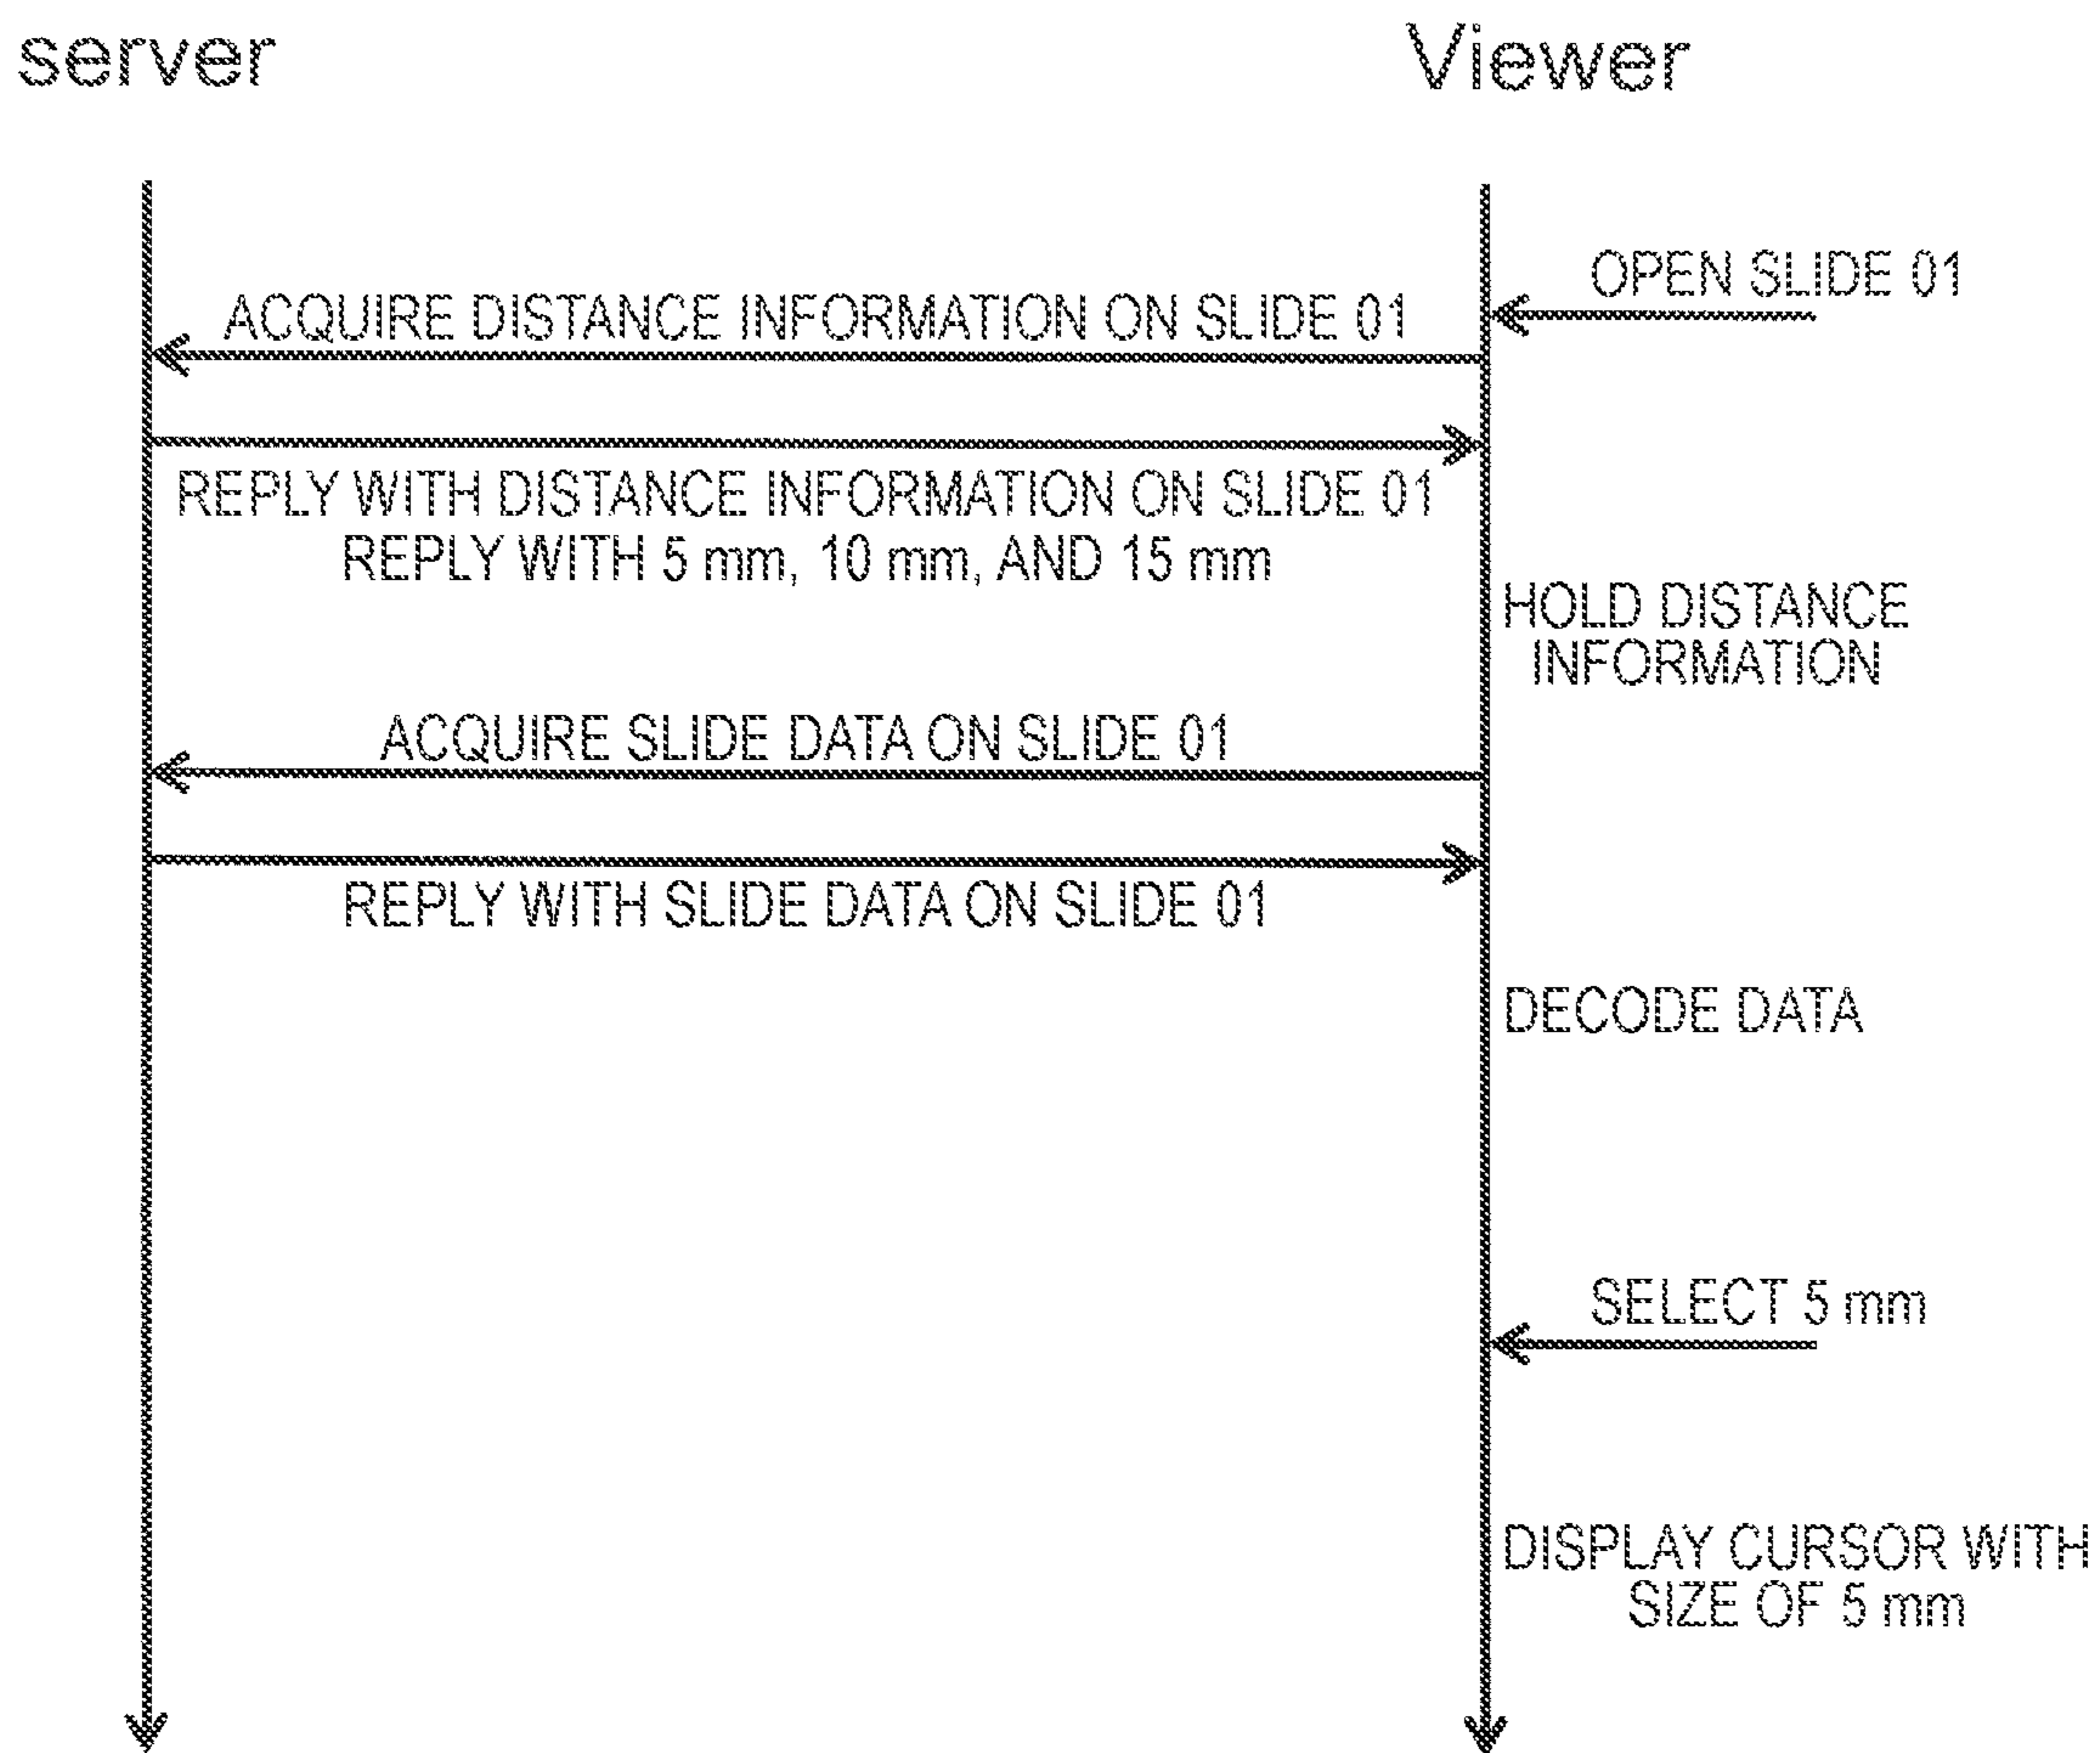 server
Viewer
OPEN SLIDE 01
ACQUIRE DISTANCE INFORMATION ON SLIDE 01
REPLY WITH DISTANCE INFORMATION ON SLIDE 01
REPLY WITH 5 mm, 10 mm, AND 15 mm
HOLD DISTANCE
INFORMATION
ACQUIRE SLIDE DATA ON SLIDE 01
REPLY WITH SLIDE DATA ON SLIDE 01
DECODE DATA
SELECT 5 mm
DISPLAY CURSOR WITH
SIZE OF 5 mm